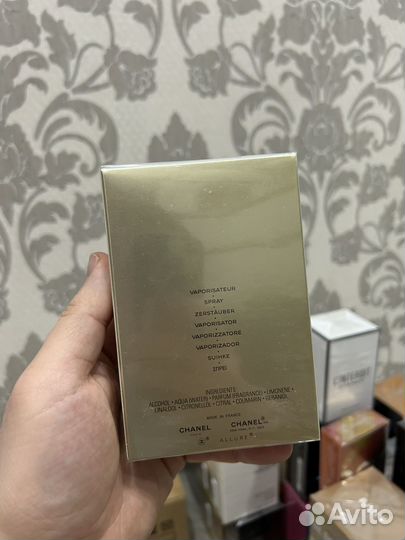 VAPORISATEUR
SPRAY
ZERSTÄUBER
VAPORISATOR
VAPORIZZATORE
VAPORIZADOR
INGREDIENTS
ALCOHOL • AQUA (WATER) • PARFUM (FRAGRANCE) • LIMONENE •
LINALOOL • CITRONELLOL • CITRAL • COUMARIN • GERANIOL
MADE IN FRANCE
CHANEL CHANEL
ALLURE
L'INTERDIT
Avito